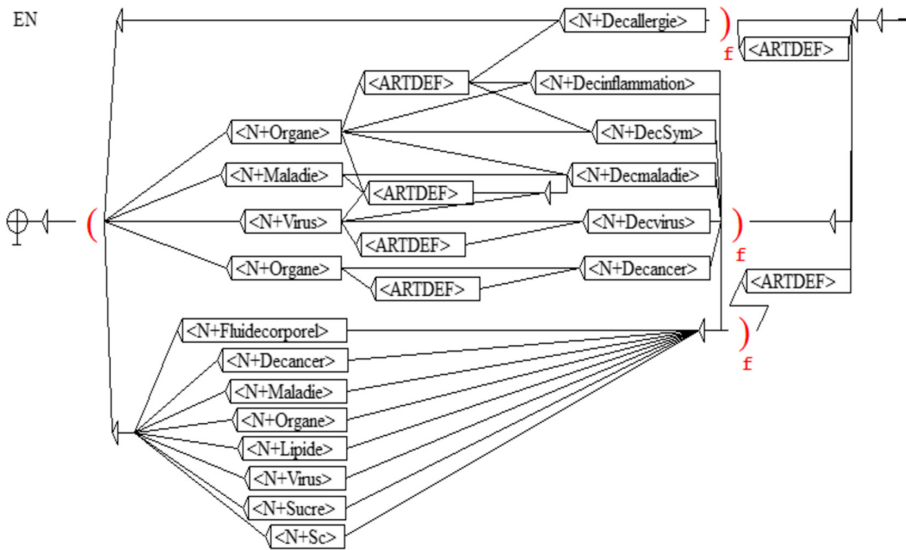 EN
<N+Decallergie>
)
f
<ARTDEF>
<ARTDEF>
<N+Decinflammation>
<N+Organe>
<N+DecSym>
<N+Maladie>
<N+Decmaladie>
<ARTDEF>
(
<N+Virus>
<N+Decvirus>
)
f
<ARTDEF>
<N+Organe>
<N+Decancer>
<ARTDEF>
<ARTDEF>
<N+Fluidecorporel>
)
f
<N+Decancer>
<N+Maladie>
<N+Organe>
<N+Lipide>
<N+Virus>
<N+Sucre>
<N+Sc>